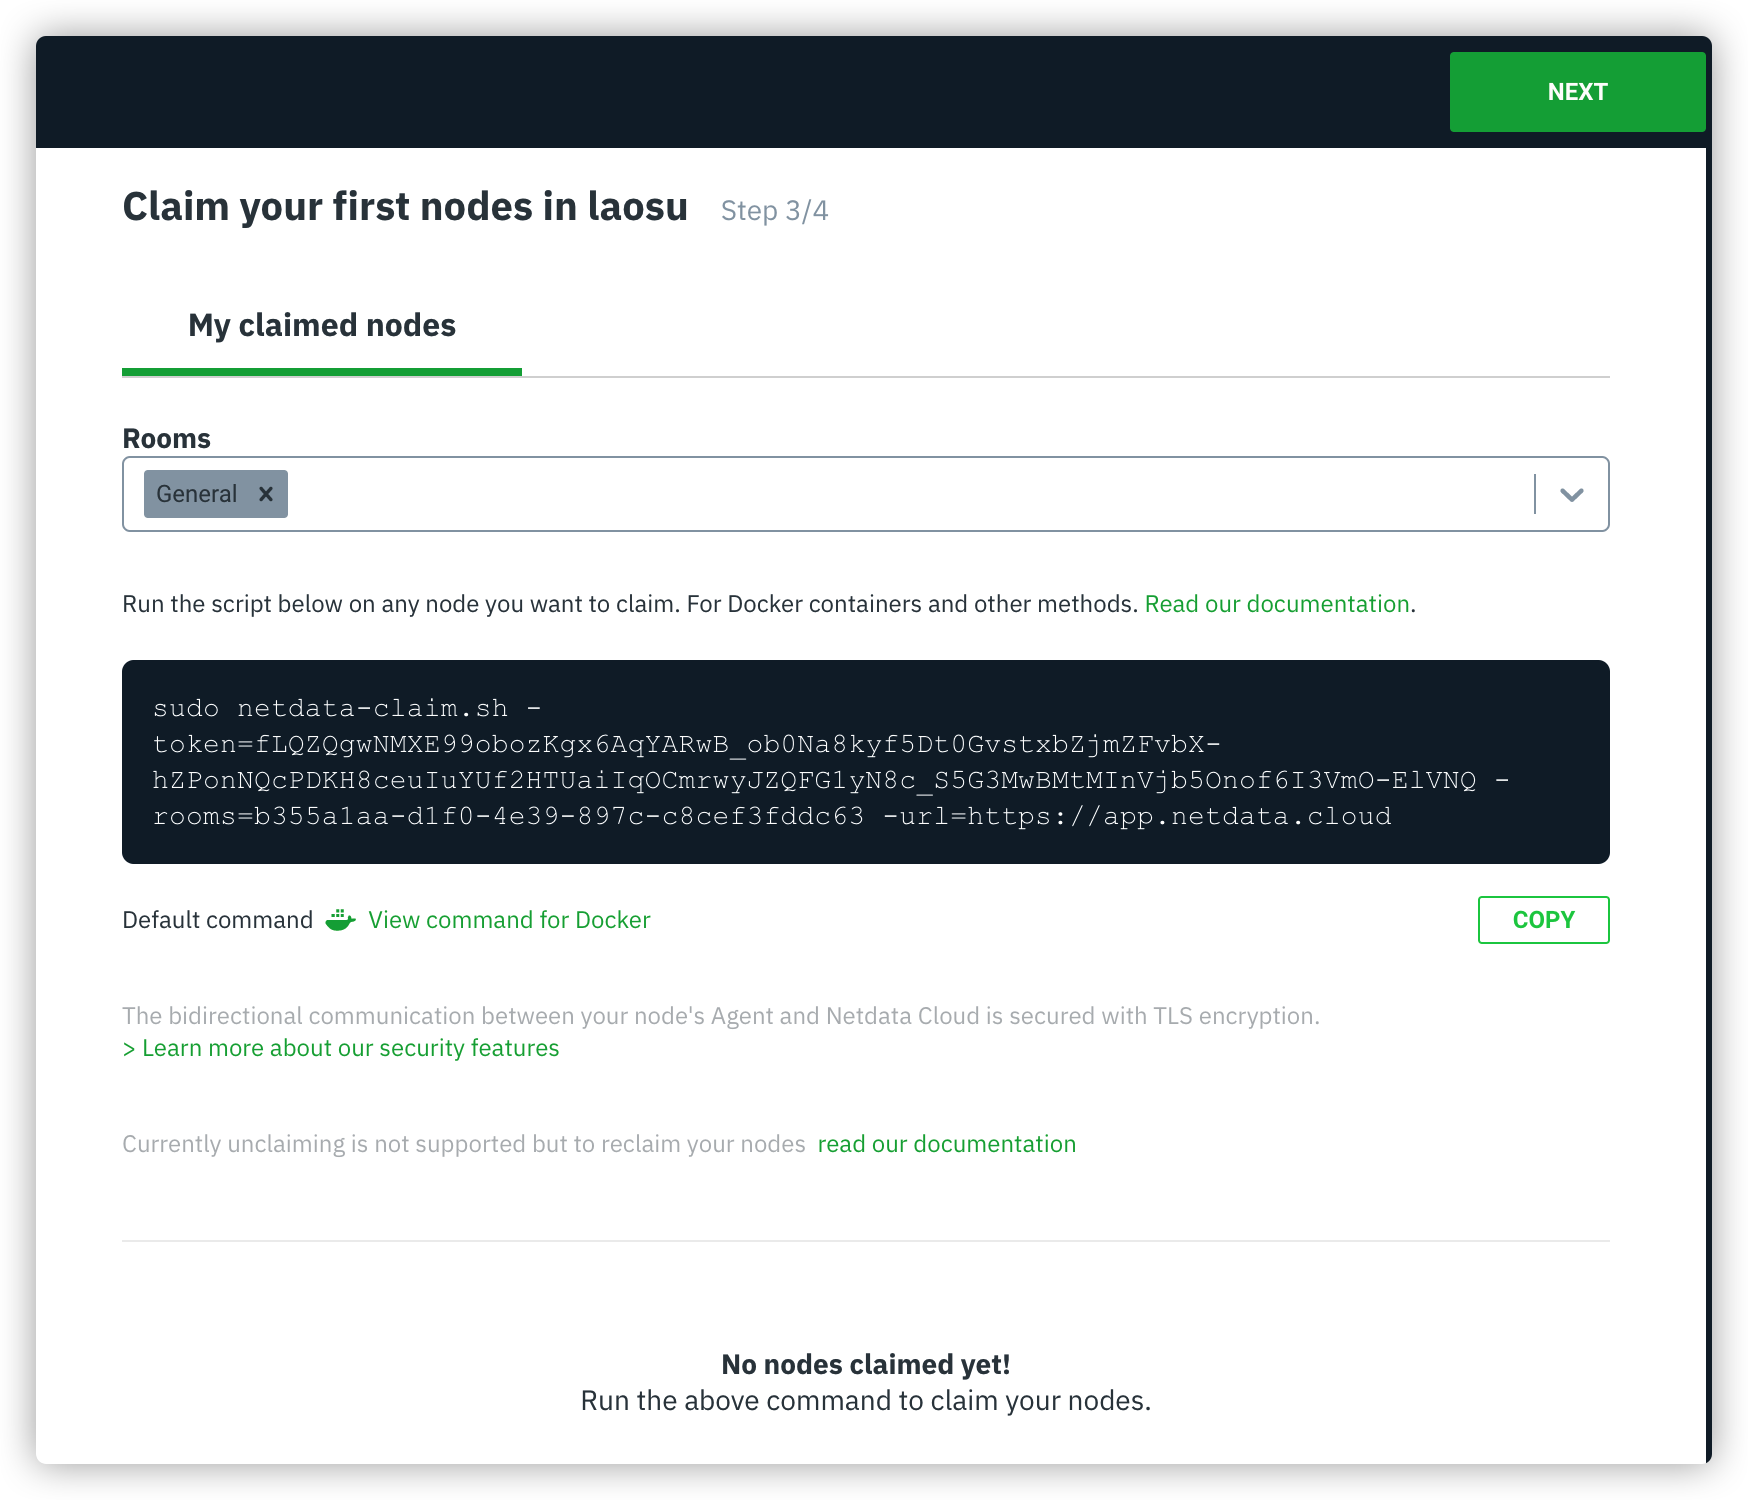 NEXT
Claim your first nodes in laosu Step 3/4
My claimed nodes
Rooms
General ×
Run the script below on any node you want to claim. For Docker containers and other methods. Read our documentation.
sudo netdata-claim.sh -
token=fLQZQgwNMXE99obozKgx6AqYARwB_ob0Na8kyf5Dt0GvstxbZjmZFvbX-
hZPonNQcPDKH8ceuIuYUf2HTUaiIqOCmrwyJZQFG1yN8c_S5G3MwBMtMInVjb5Onof6I3VmO-ElVNQ -
rooms=b355a1aa-d1f0-4e39-897c-c8cef3fddc63 -url=https://app.netdata.cloud
Default command View command for Docker
COPY
The bidirectional communication between your node's Agent and Netdata Cloud is secured with TLS encryption.
> Learn more about our security features
Currently unclaiming is not supported but to reclaim your nodes read our documentation
No nodes claimed yet!
Run the above command to claim your nodes.